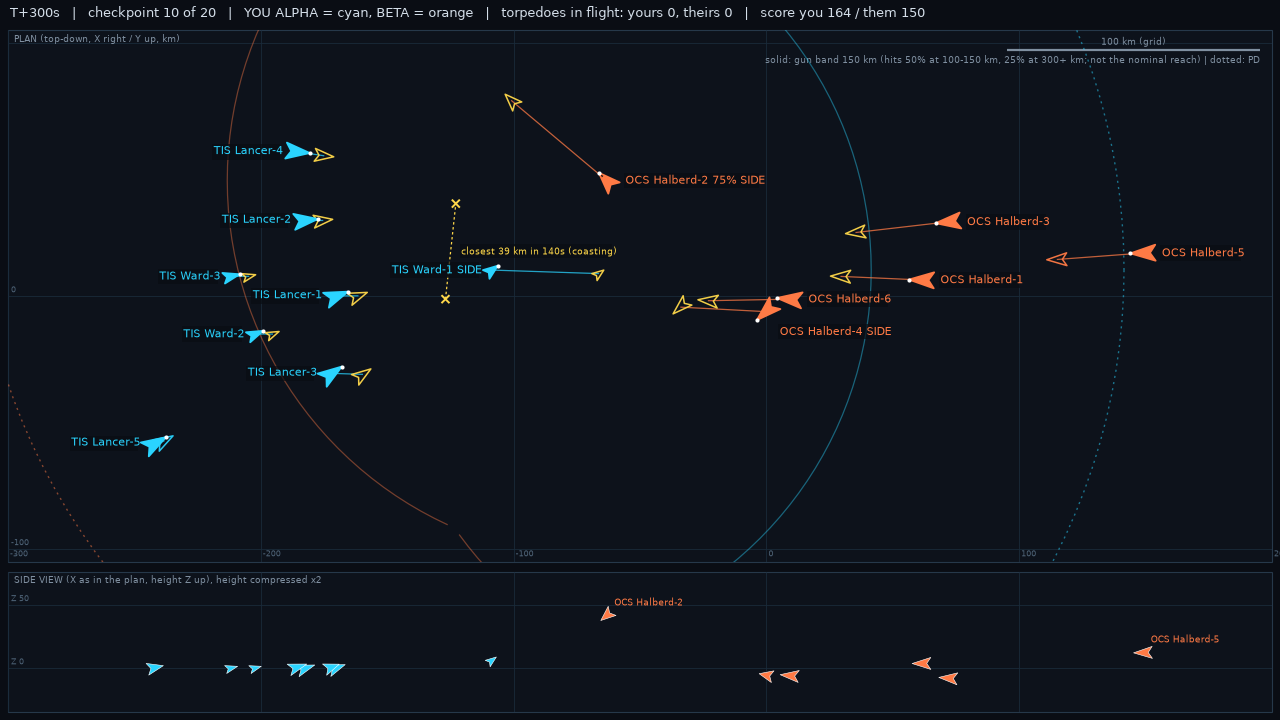 T+300s | checkpoint 10 of 20 | YOU ALPHA = cyan, BETA = orange | torpedoes in flight: yours 0, theirs 0 | score you 164 / them 150
PLAN (top-down, X right / Y up, km)
100 km (grid)
solid: gun band 150 km (hits 50% at 100-150 km, 25% at 300+ km; not the nominal reach) | dotted: PD
TIS Lancer-4
OCS Halberd-2 75% SIDE
TIS Lancer-2
OCS Halberd-3
closest 39 km in 140s (coasting)
OCS Halberd-5
TIS Ward-3
TIS Ward-1 SIDE
OCS Halberd-1
0
TIS Lancer-1
OCS Halberd-6
TIS Ward-2
OCS Halberd-4 SIDE
TIS Lancer-3
TIS Lancer-5
-100
-300
-200
-100
0
100
SIDE VIEW (X as in the plan, height Z up), height compressed x2
Z 50
OCS Halberd-2
OCS Halberd-5
Z 0